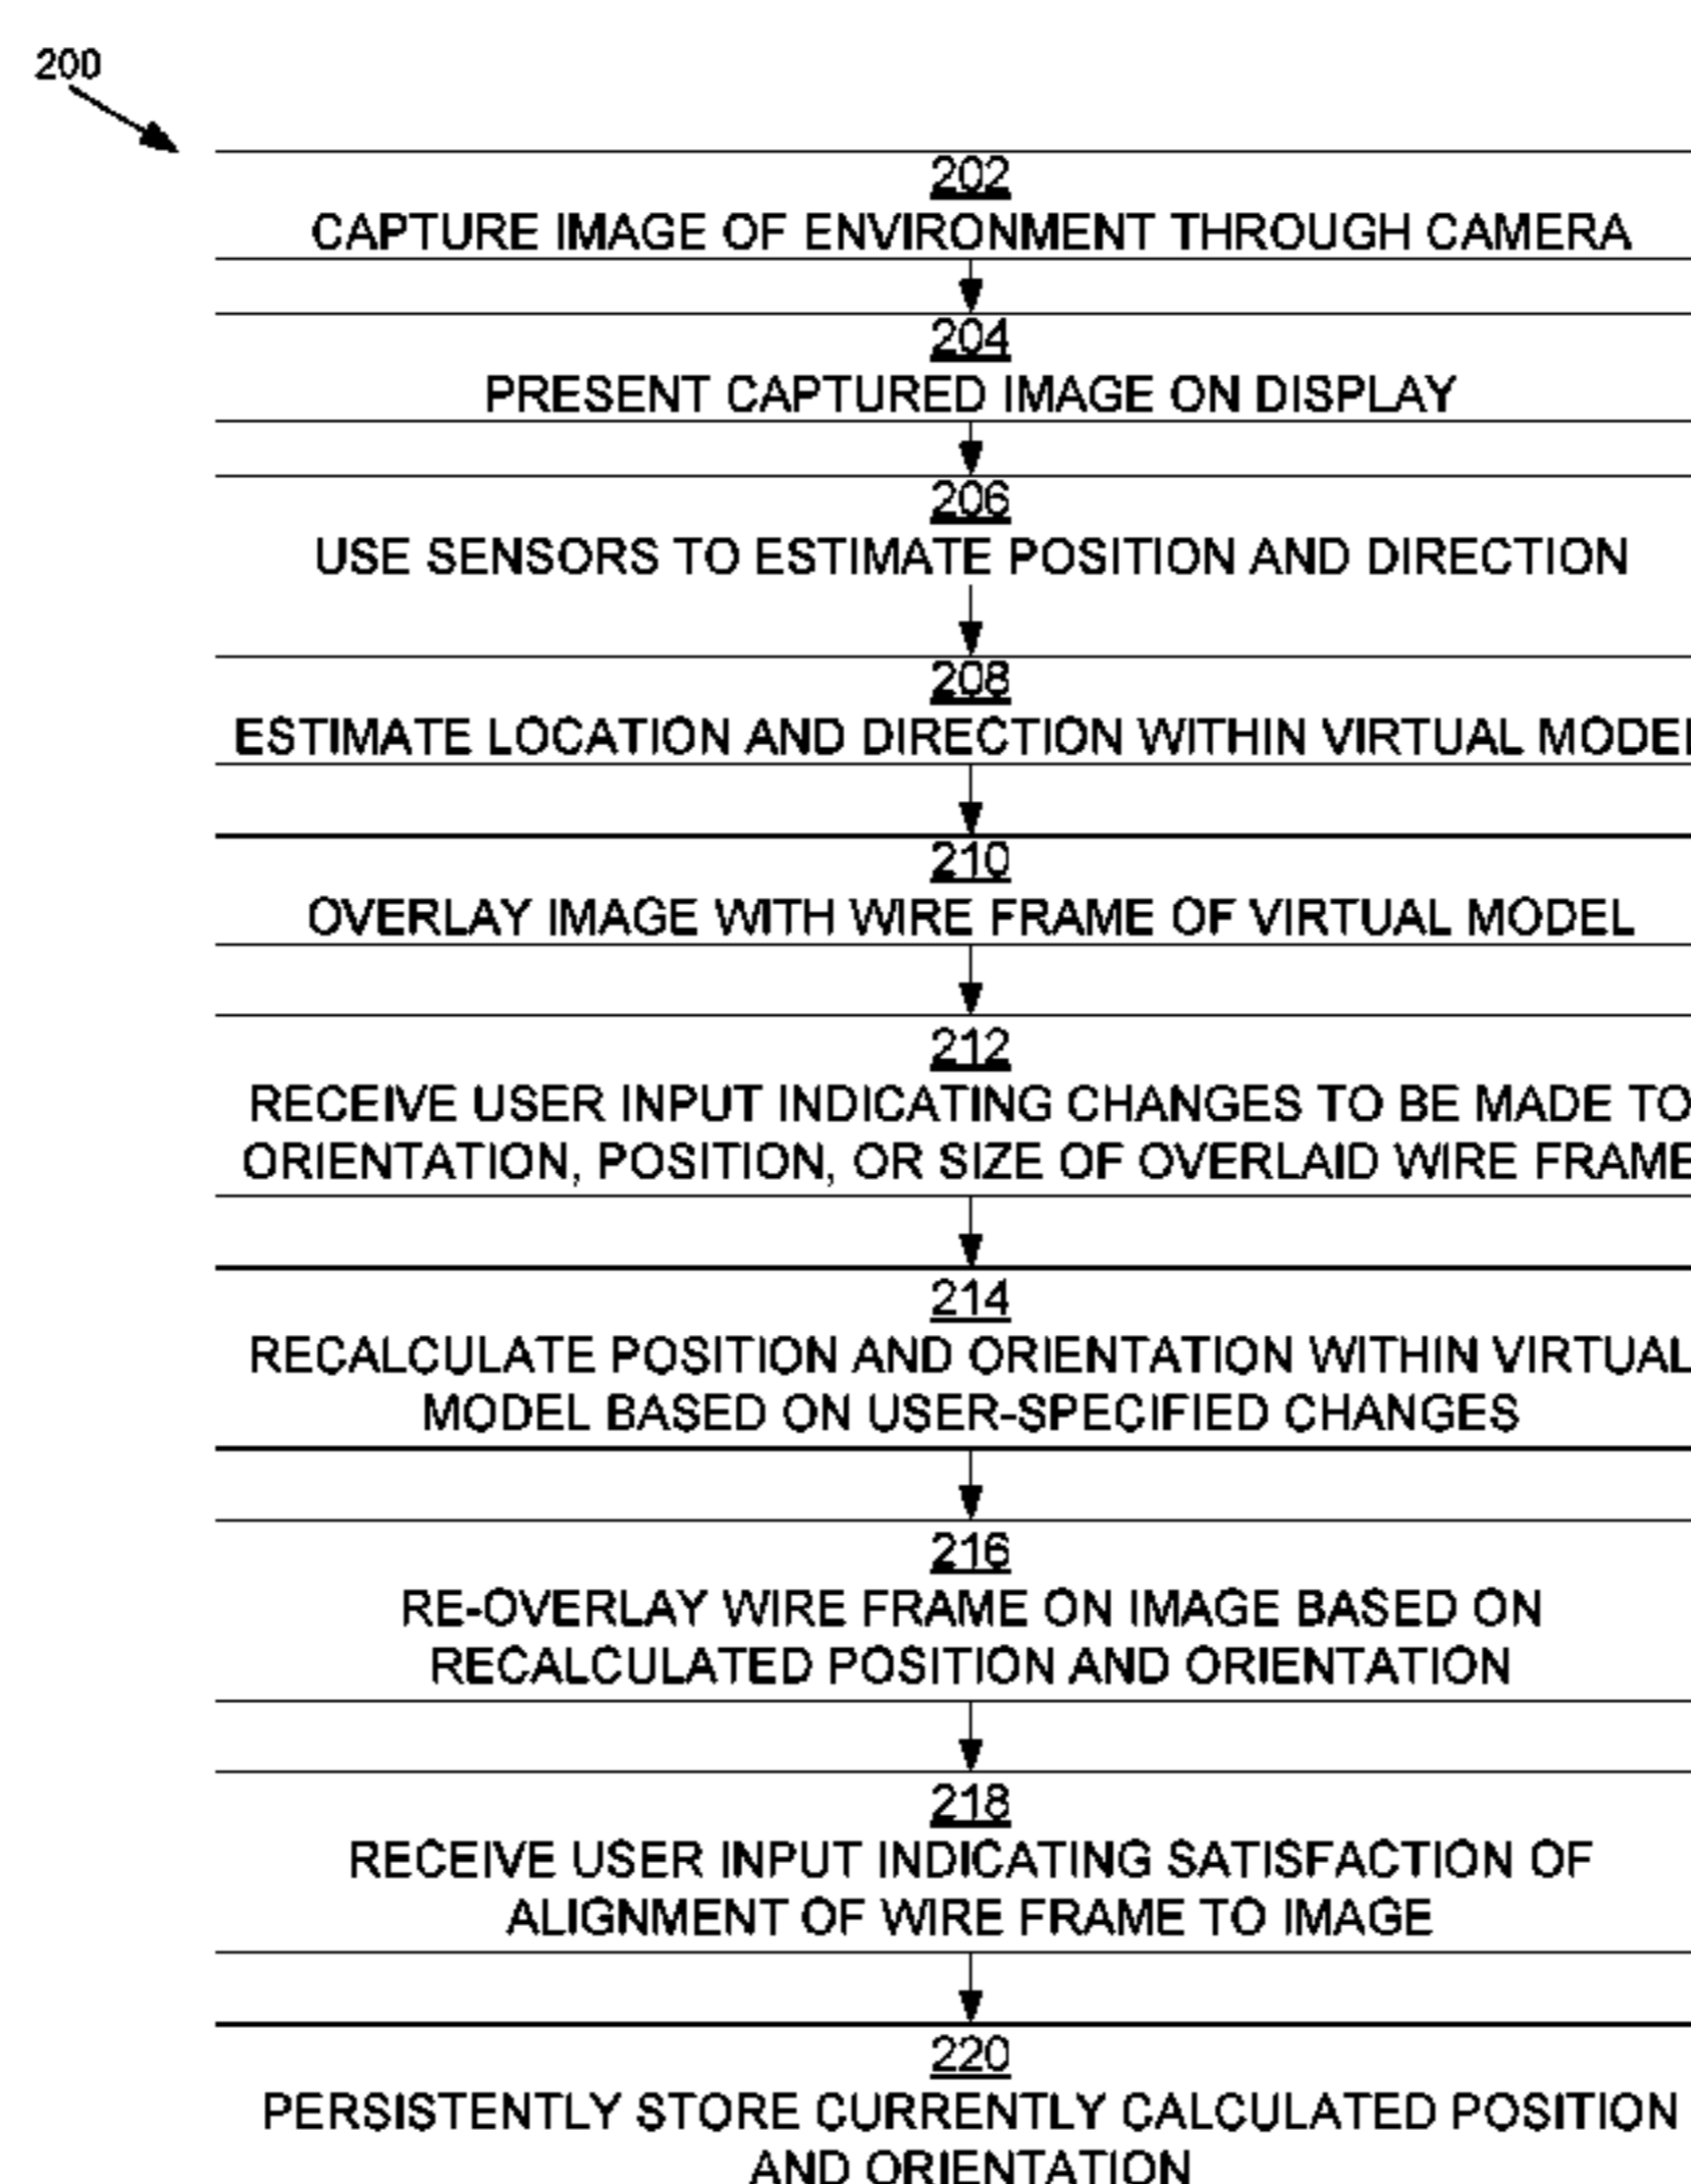 200
202
CAPTURE IMAGE OF ENVIRONMENT THROUGH CAMERA
204
PRESENT CAPTURED IMAGE ON DISPLAY
206
USE SENSORS TO ESTIMATE POSITION AND DIRECTION
208
ESTIMATE LOCATION AND DIRECTION WITHIN VIRTUAL MODEL
210
OVERLAY IMAGE WITH WIRE FRAME OF VIRTUAL MODEL
212
RECEIVE USER INPUT INDICATING CHANGES TO BE MADE TO
ORIENTATION, POSITION, OR SIZE OF OVERLAID WIRE FRAME
214
RECALCULATE POSITION AND ORIENTATION WITHIN VIRTUAL
MODEL BASED ON USER-SPECIFIED CHANGES
216
RE-OVERLAY WIRE FRAME ON IMAGE BASED ON
RECALCULATED POSITION AND ORIENTATION
218
RECEIVE USER INPUT INDICATING SATISFACTION OF
ALIGNMENT OF WIRE FRAME TO IMAGE
220
PERSISTENTLY STORE CURRENTLY CALCULATED POSITION
AND ORIENTATION